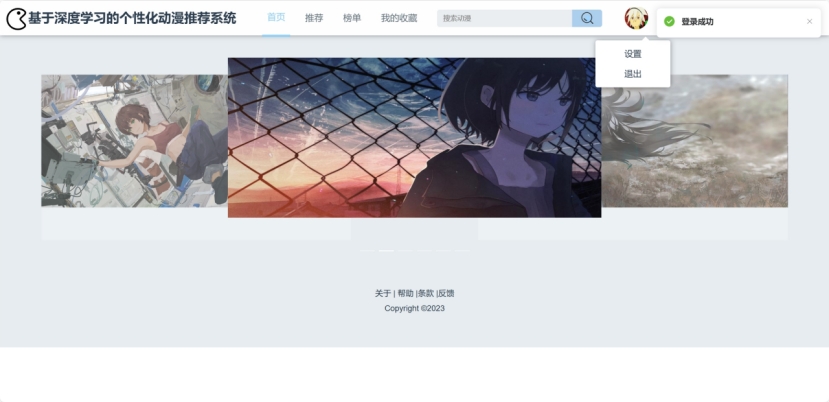 基于深度学习的个性化动漫推荐系统
首页 推荐 榜单 我的收藏 搜索动漫
登录成功
设置
退出
关于 | 帮助 |条款 |反馈
Copyright ©2023